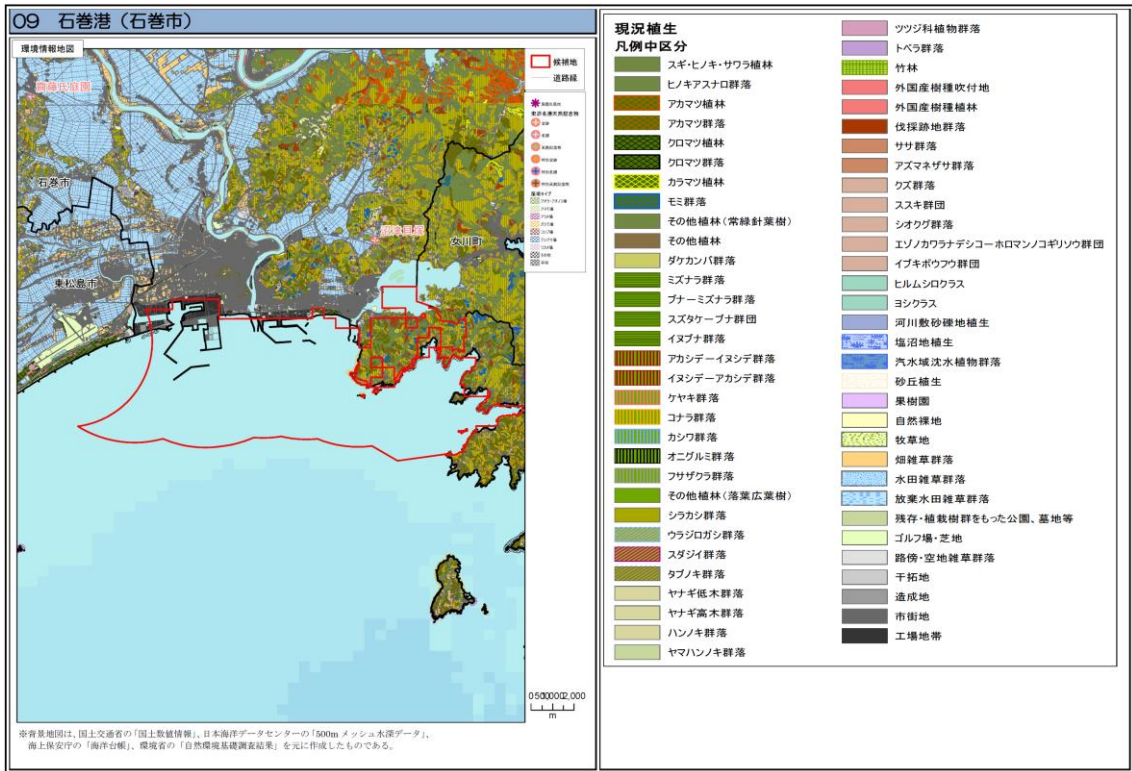 09 石巻港（石巻市）
環境情報地図
候補地
道路縁
齋藤氏庭園
石巻市
沼津貝塚
女川町
東松島市
m
※背景地図は、国土交通省の「国土数値情報」、日本海洋データセンターの「500m メッシュ水深データ」、
海上保安庁の「海洋台帳」、環境省の「自然環境基礎調査結果」を元に作成したものである。
現況植生
凡例中区分
スギ・ヒノキ・サワラ植林
ヒノキアスナロ群落
アカマツ植林
アカマツ群落
クロマツ植林
クロマツ群落
カラマツ植林
モミ群落
その他植林（常緑針葉樹）
その他植林
ダケカンバ群落
ミズナラ群落
ブナーミズナラ群落
スズタケーブナ群団
イヌブナ群落
アカシデーイヌシデ群落
イヌシデーアカシデ群落
ケヤキ群落
コナラ群落
カシワ群落
オニグルミ群落
フサザクラ群落
その他植林（落葉広葉樹）
シラカシ群落
ウラジロガシ群落
スダジイ群落
タブノキ群落
ヤナギ低木群落
ヤナギ高木群落
ハンノキ群落
ヤマハンノキ群落
ツツジ科植物群落
トベラ群落
竹林
外国産樹種吹付地
外国産樹種植林
伐採跡地群落
ササ群落
アズマネザサ群落
クズ群落
ススキ群団
シオクグ群落
エゾノカワラナデシコーホロマンノコギリソウ群団
イブキボウフウ群団
ヒルムシロクラス
ヨシクラス
河川敷砂礫地植生
塩沼地植生
汽水域沈水植物群落
砂丘植生
果樹園
自然裸地
牧草地
畑雑草群落
水田雑草群落
放棄水田雑草群落
残存・植栽樹群をもった公園、墓地等
ゴルフ場・芝地
路傍・空地雑草群落
干拓地
造成地
市街地
工場地帯